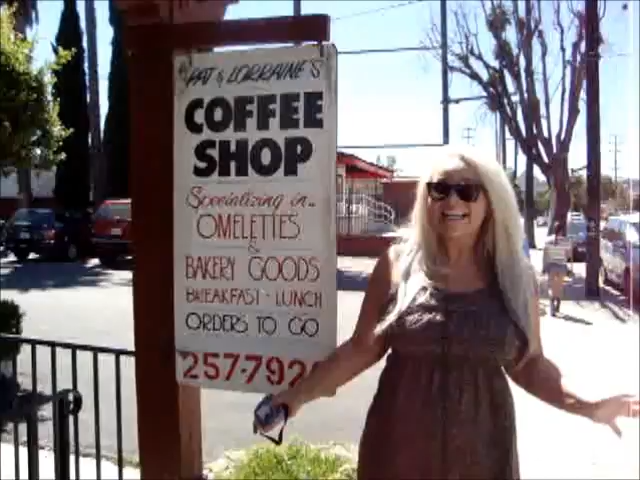 PAT & LORRAINE'S
COFFEE
SHOP
Specializing in..
OMELETTES
&
BAKERY GOODS
BREAKFAST - LUNCH
ORDERS TO GO
257-792